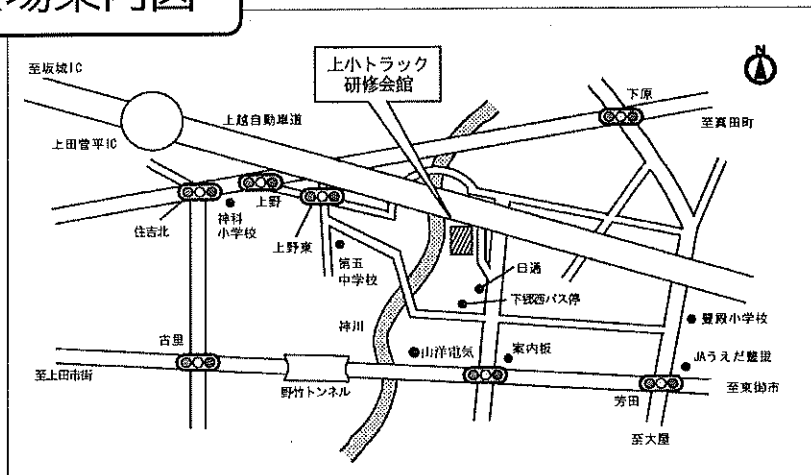 場案内図
N
至坂城IC
上小トラック
研修会館
下原
上越自動車道
至真田町
上田菅平IC
住吉北
神科
小学校
上野
上野東
第五
中学校
日通
下郷西バス停
神川
豊殿小学校
古里
山洋電気
案内板
JAうえだ豊殿
至上田市街
野竹トンネル
芳田
至東御市
至大屋